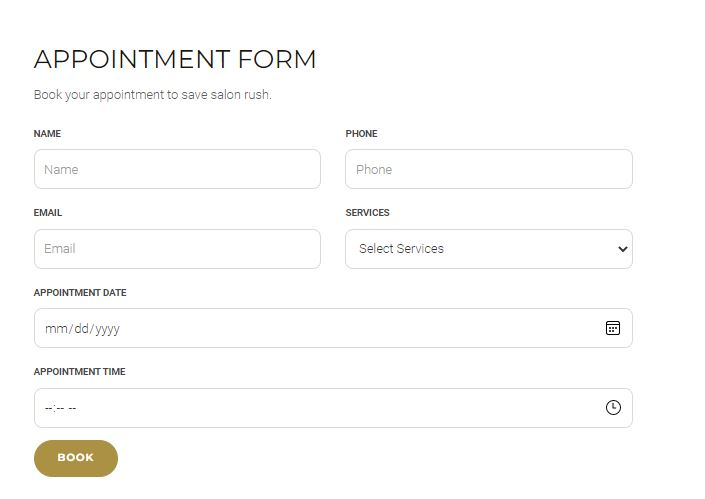 APPOINTMENT FORM
Book your appointment to save salon rush.
NAME
PHONE
Name
Phone
EMAIL
SERVICES
Email
Select Services
APPOINTMENT DATE
mm/dd/yyyy
APPOINTMENT TIME
--:-- --
BOOK